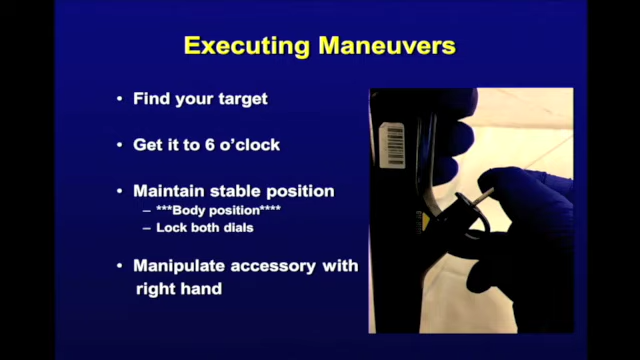 Executing Maneuvers
• Find your target
• Get it to 6 o'clock
• Maintain stable position
– ***Body position****
– Lock both dials
• Manipulate accessory with
right hand